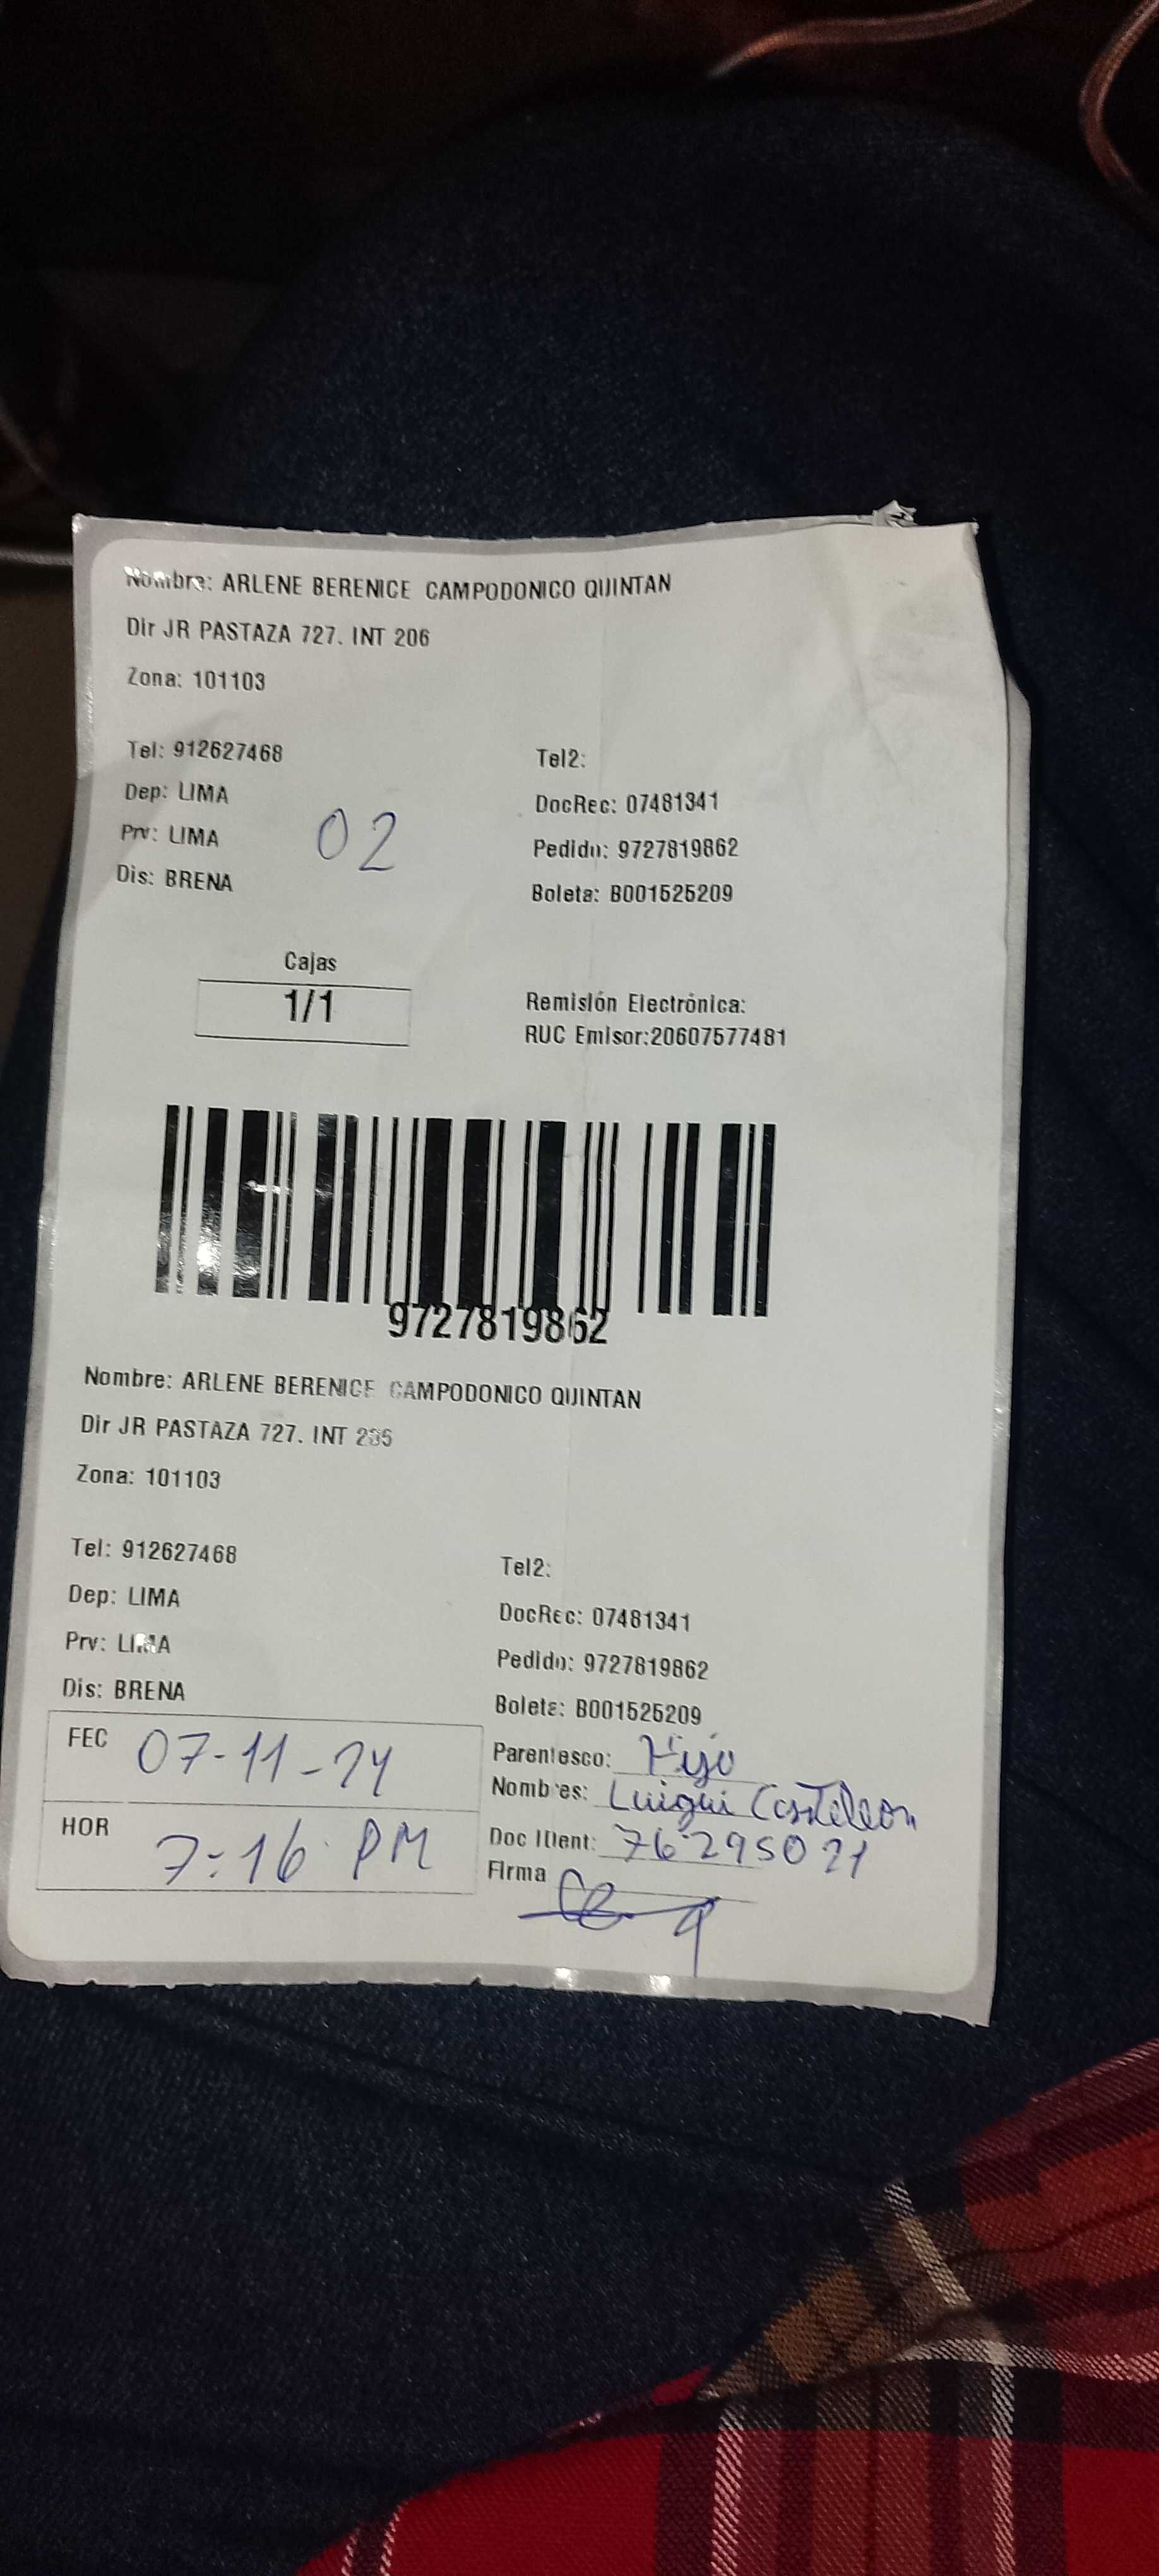 Nombre: ARLENE BERENICE CAMPODONICO QUINTAN
Dir JR PASTAZA 727. INT 206
Zona: 101103
Tel: 912627468 Tel2:
Dep: LIMA DocRec: 07481341
Prv: LIMA 02 Pedido: 9727819862
Dis: BRENA Boleta: B001525209
Cajas
1/1
Remisión Electrónica:
RUC Emisor:20607577481
9727819862
Nombre: ARLENE BERENICE CAMPODONICO QUINTAN
Dir JR PASTAZA 727. INT
Zona: 101103
Tel: 912627468 Tel2:
Dep: LIMA DocRec: 07481341
Prv: LIMA Pedido: 9727819862
Dis: BRENA Boleta: B001525209
FEC 07-11-24 Parentesco: Hijo
Nombres: Luigui
HOR 7:16 PM Doc Ident: 76295021
Firma